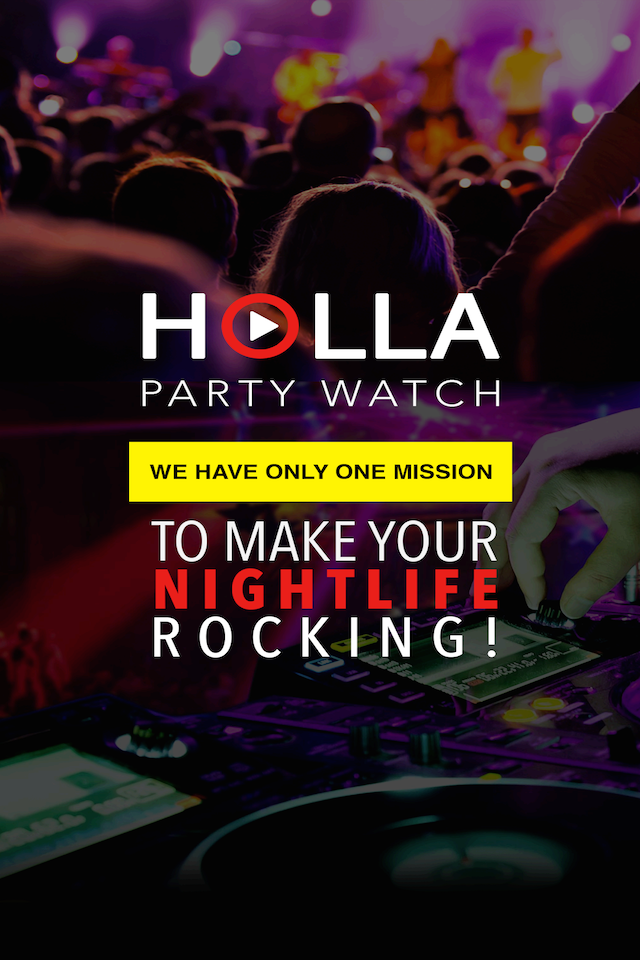 HOLLA
PARTY WATCH
WE HAVE ONLY ONE MISSION
TO MAKE YOUR
NIGHTLIFE
ROCKING!